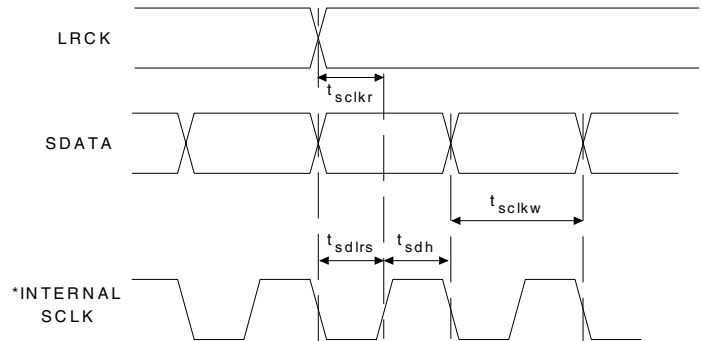 LRCK
t sclkr
SDATA
t sclkw
t sdlrs
t sdh
*INTERNAL
SCLK